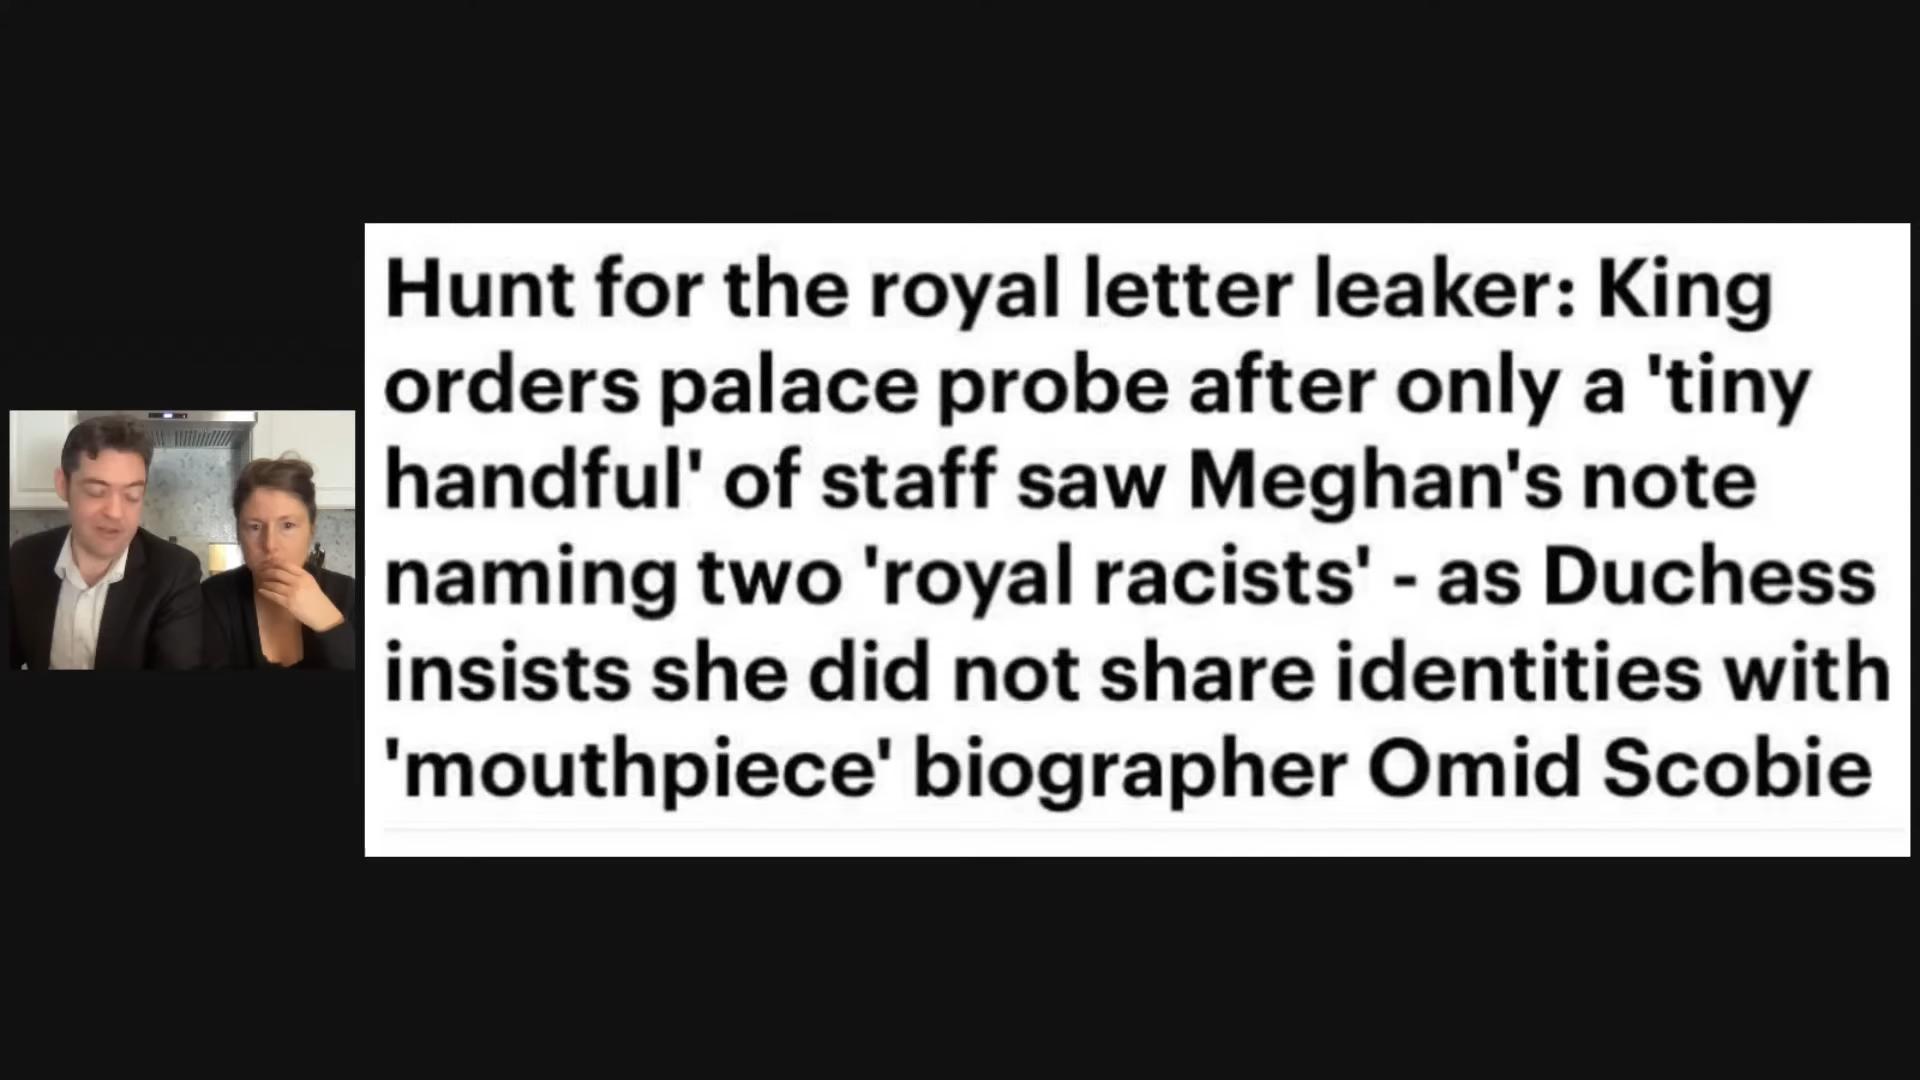 Hunt for the royal letter leaker: King
orders palace probe after only a 'tiny
handful' of staff saw Meghan's note
naming two 'royal racists' - as Duchess
insists she did not share identities with
'mouthpiece' biographer Omid Scobie